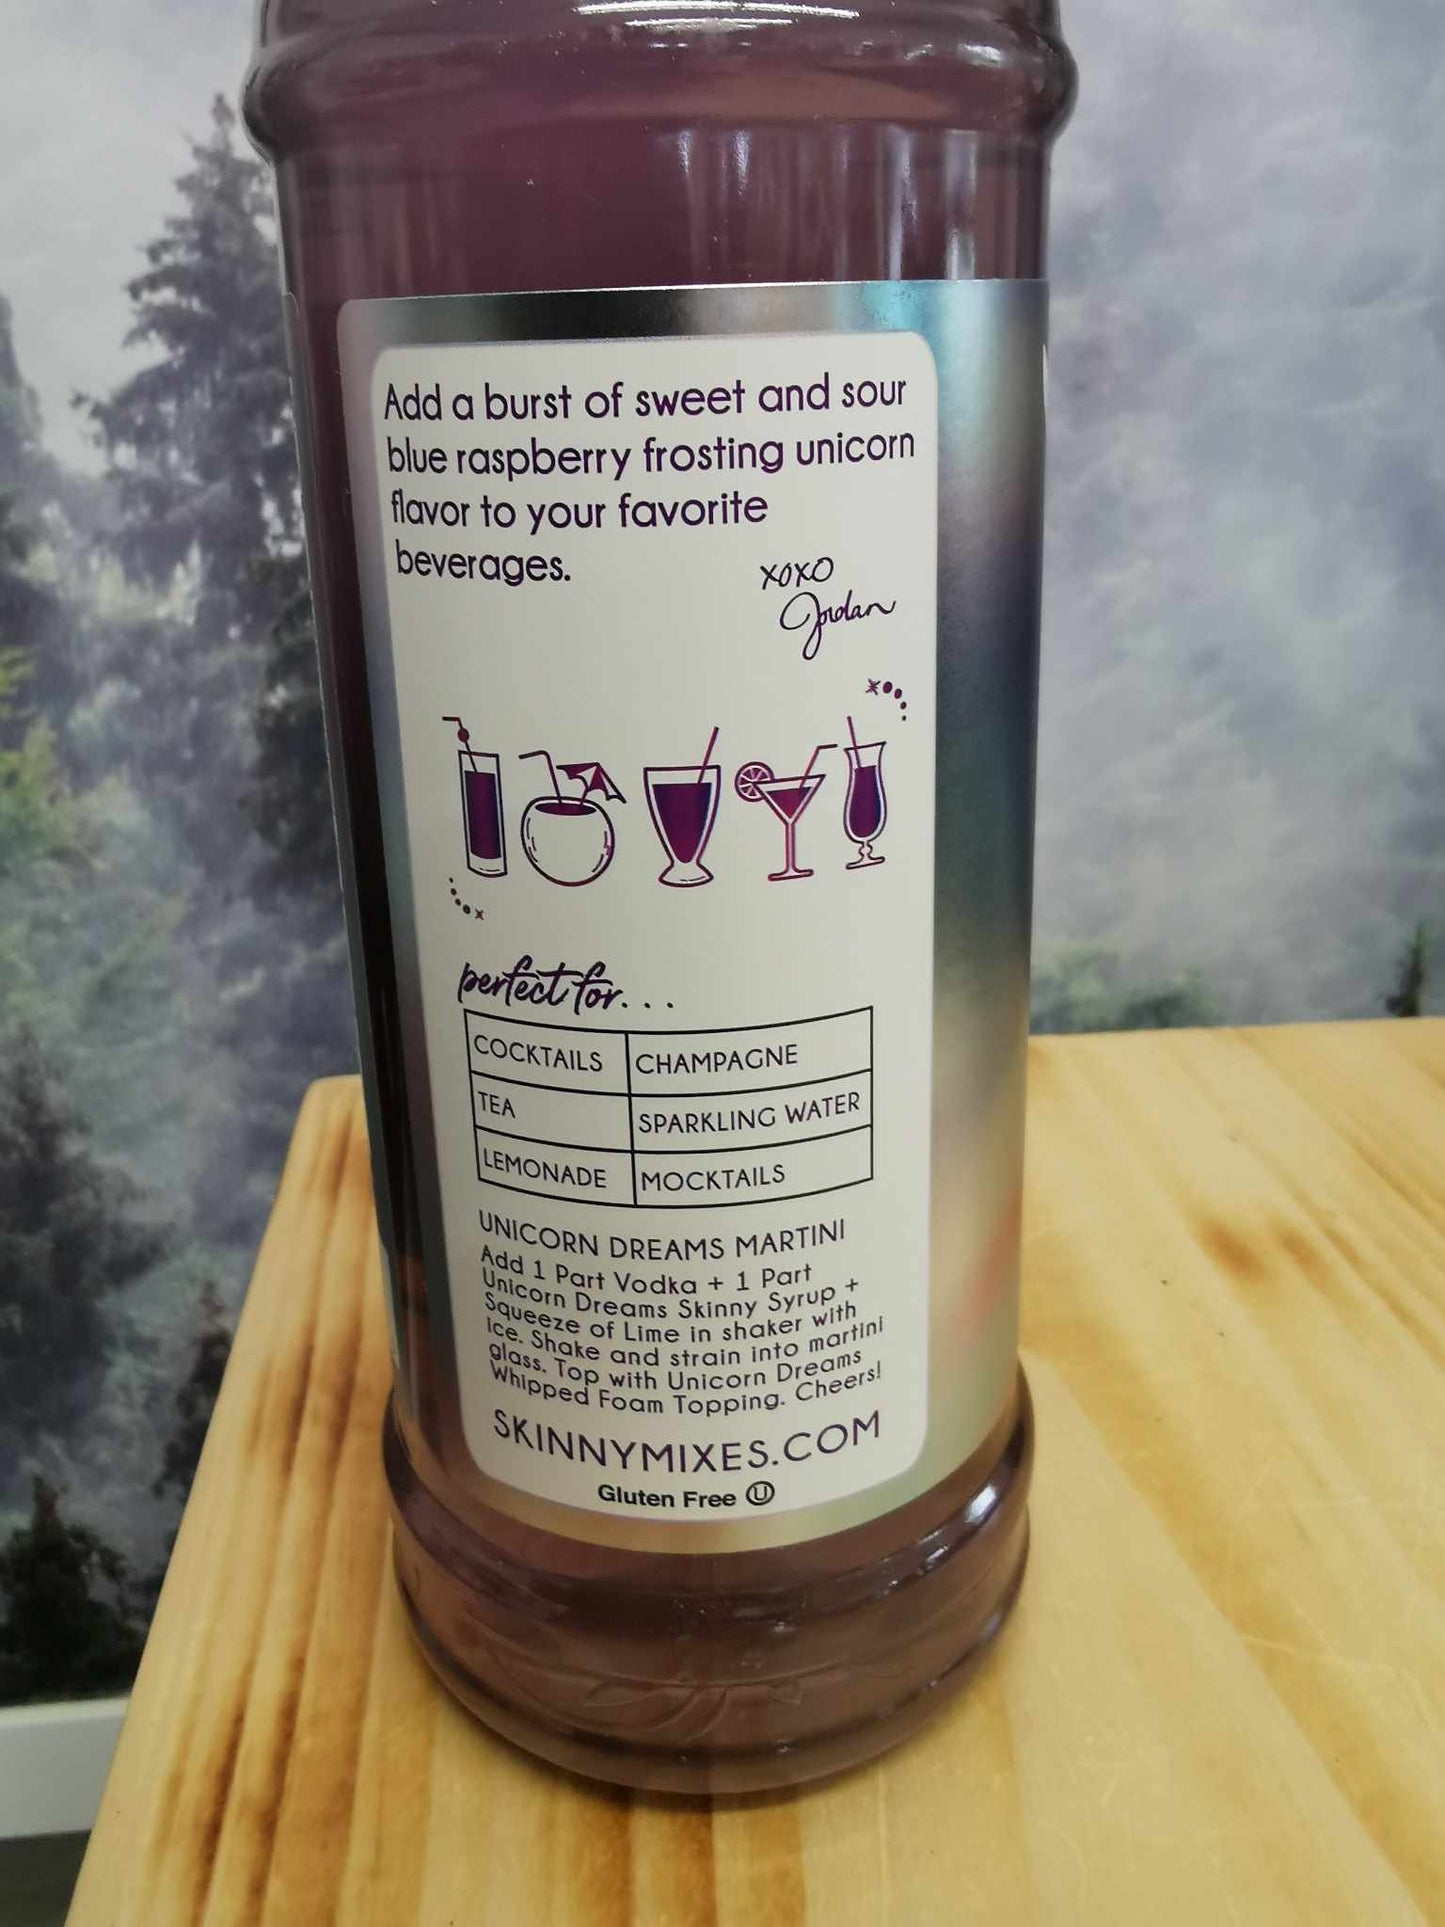 Add a burst of sweet and sour
blue raspberry frosting unicorn
flavor to your favorite
beverages.
xoxo
Jordan
perfect for...
COCKTAILS CHAMPAGNE
TEA SPARKLING WATER
LEMONADE MOCKTAILS
UNICORN DREAMS MARTINI
Add 1 Part Vodka + 1 Part
Unicorn Dreams Skinny Syrup +
Squeeze of Lime in shaker with
Ice. Shake and strain into martini
glass. Top with Unicorn Dreams
Whipped Foam Topping. Cheers!
SKINNYMIXES.COM
Gluten Free Ⓤ